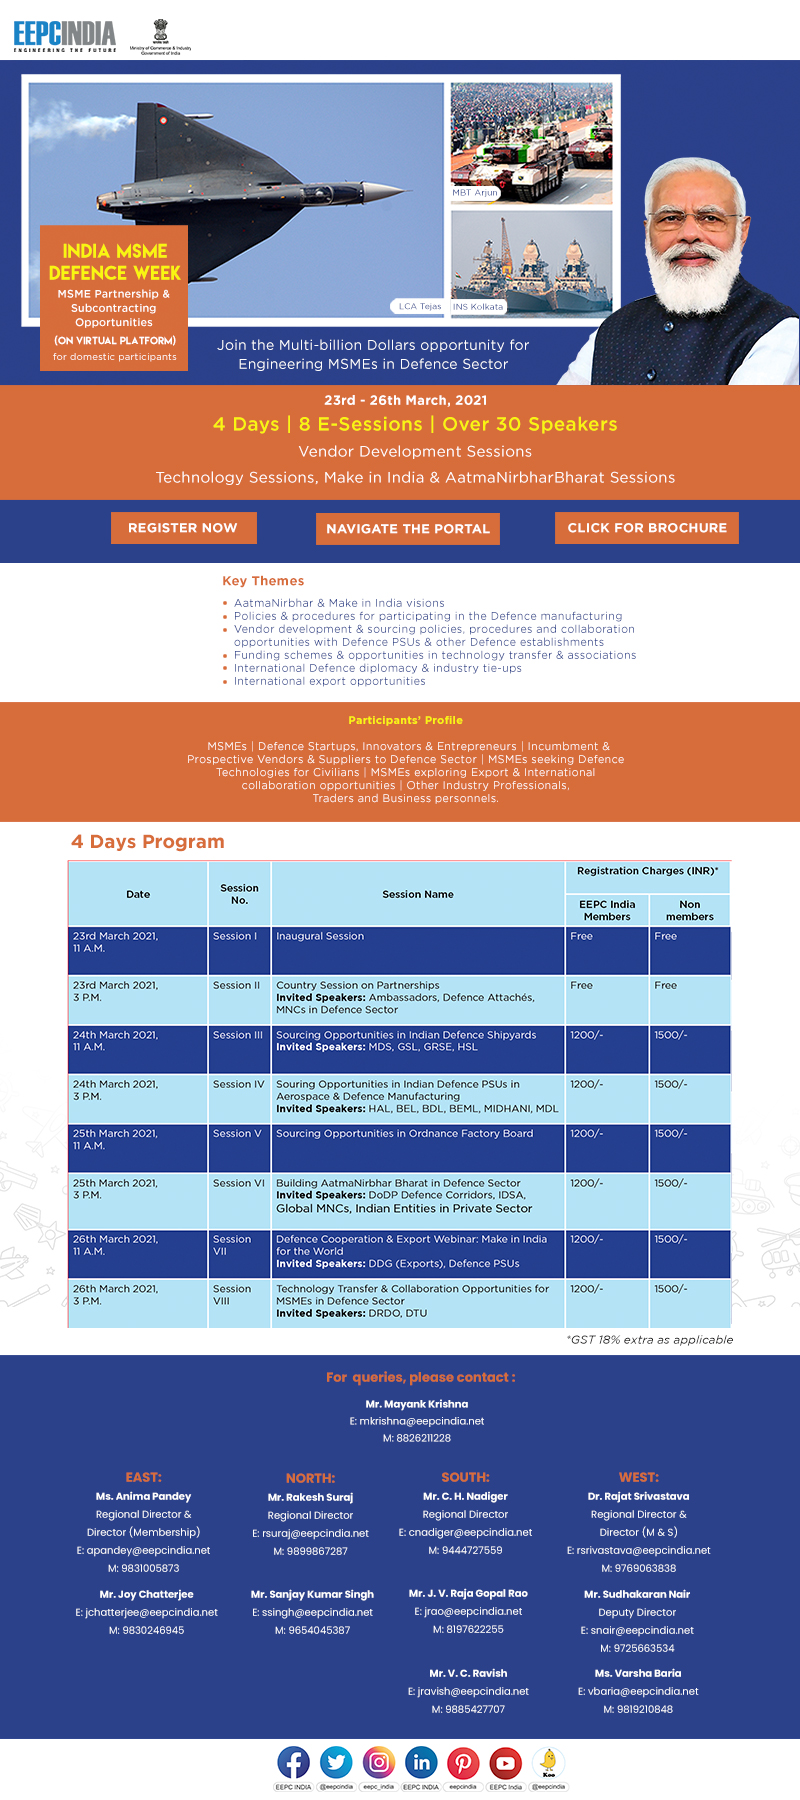 EEPCINDIA
ENGINEERING THE FUTURE
Ministry of Commerce & Industry
Government of India
MBT Arjun
LCA Tejas
INS Kolkata
INDIA MSME
DEFENCE WEEK
MSME Partnership &
Subcontracting
Opportunities
(ON VIRTUAL PLATFORM)
for domestic participants
Join the Multi-billion Dollars opportunity for
Engineering MSMEs in Defence Sector
23rd - 26th March, 2021
4 Days | 8 E-Sessions | Over 30 Speakers
Vendor Development Sessions
Technology Sessions, Make in India & AatmaNirbharBharat Sessions
REGISTER NOW
NAVIGATE THE PORTAL
CLICK FOR BROCHURE
Key Themes
• AatmaNirbhar & Make in India visions
• Policies & procedures for participating in the Defence manufacturing
• Vendor development & sourcing policies, procedures and collaboration
opportunities with Defence PSUs & other Defence establishments
• Funding schemes & opportunities in technology transfer & associations
• International Defence diplomacy & industry tie-ups
• International export opportunities
Participants' Profile
MSMEs | Defence Startups, Innovators & Entrepreneurs | Incumbment &
Prospective Vendors & Suppliers to Defence Sector | MSMEs seeking Defence
Technologies for Civilians | MSMEs exploring Export & International
collaboration opportunities | Other Industry Professionals,
Traders and Business personnels.
4 Days Program
Date
Session
No.
Session Name
Registration Charges (INR)*
EEPC India
Members
Non
members
23rd March 2021,
11 A.M.
Session I
Inaugural Session
Free
Free
23rd March 2021,
3 P.M.
Session II
Country Session on Partnerships
Invited Speakers: Ambassadors, Defence Attachés,
MNCs in Defence Sector
Free
Free
24th March 2021,
11 A.M.
Session III
Sourcing Opportunities in Indian Defence Shipyards
Invited Speakers: MDS, GSL, GRSE, HSL
1200/-
1500/-
24th March 2021,
3 P.M.
Session IV
Souring Opportunities in Indian Defence PSUs in
Aerospace & Defence Manufacturing
Invited Speakers: HAL, BEL, BDL, BEML, MIDHANI, MDL
1200/-
1500/-
25th March 2021,
11 A.M.
Session V
Sourcing Opportunities in Ordnance Factory Board
1200/-
1500/-
25th March 2021,
3 P.M.
Session VI
Building AatmaNirbhar Bharat in Defence Sector
Invited Speakers: DoDP Defence Corridors, IDSA,
Global MNCs, Indian Entities in Private Sector
1200/-
1500/-
26th March 2021,
11 A.M.
Session
VII
Defence Cooperation & Export Webinar: Make in India
for the World
Invited Speakers: DDG (Exports), Defence PSUs
1200/-
1500/-
26th March 2021,
3 P.M.
Session
VIII
Technology Transfer & Collaboration Opportunities for
MSMEs in Defence Sector
Invited Speakers: DRDO, DTU
1200/-
1500/-
*GST 18% extra as applicable
For queries, please contact :
Mr. Mayank Krishna
E: mkrishna@eepcindia.net
M: 8826211228
EAST:
Ms. Anima Pandey
Regional Director &
Director (Membership)
E: apandey@eepcindia.net
M: 9831005873
Mr. Joy Chatterjee
E: jchatterjee@eepcindia.net
M: 9830246945
NORTH:
Mr. Rakesh Suraj
Regional Director
E: rsuraj@eepcindia.net
M: 9899867287
Mr. Sanjay Kumar Singh
E: ssingh@eepcindia.net
M: 9654045387
SOUTH:
Mr. C. H. Nadiger
Regional Director
E: cnadiger@eepcindia.net
M: 9444727559
Mr. J. V. Raja Gopal Rao
E: jrao@eepcindia.net
M: 8197622255
Mr. V. C. Ravish
E: jravish@eepcindia.net
M: 9885427707
WEST:
Dr. Rajat Srivastava
Regional Director &
Director (M & S)
E: rsrivastava@eepcindia.net
M: 9769063838
Mr. Sudhakaran Nair
Deputy Director
E: snair@eepcindia.net
M: 9725663534
Ms. Varsha Baria
E: vbaria@eepcindia.net
M: 9819210848
Koo
EEPC INDIA
@eepcindia
eepc_india
EEPC INDIA
eepcindia
EEPC India
@eepcindia